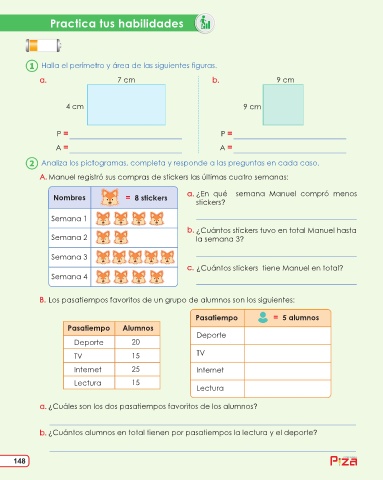 Practica tus habilidades
1 Halla el perímetro y área de las siguientes figuras.
a. 7 cm
4 cm
P =
A =
b. 9 cm
9 cm
P =
A =
2 Analiza los pictogramas, completa y responde a las preguntas en cada caso.
A. Manuel registró sus compras de stickers las últimas cuatro semanas:
Nombres = 8 stickers
Semana 1
Semana 2
Semana 3
Semana 4
a. ¿En qué semana Manuel compró menos
stickers?
b. ¿Cuántos stickers tuvo en total Manuel hasta
la semana 3?
c. ¿Cuántos stickers tiene Manuel en total?
B. Los pasatiempos favoritos de un grupo de alumnos son los siguientes:
Pasatiempo Alumnos
Deporte 20
TV 15
Internet 25
Lectura 15
Pasatiempo = 5 alumnos
Deporte
TV
Internet
Lectura
a. ¿Cuáles son los dos pasatiempos favoritos de los alumnos?
b. ¿Cuántos alumnos en total tienen por pasatiempos la lectura y el deporte?
148
Piza